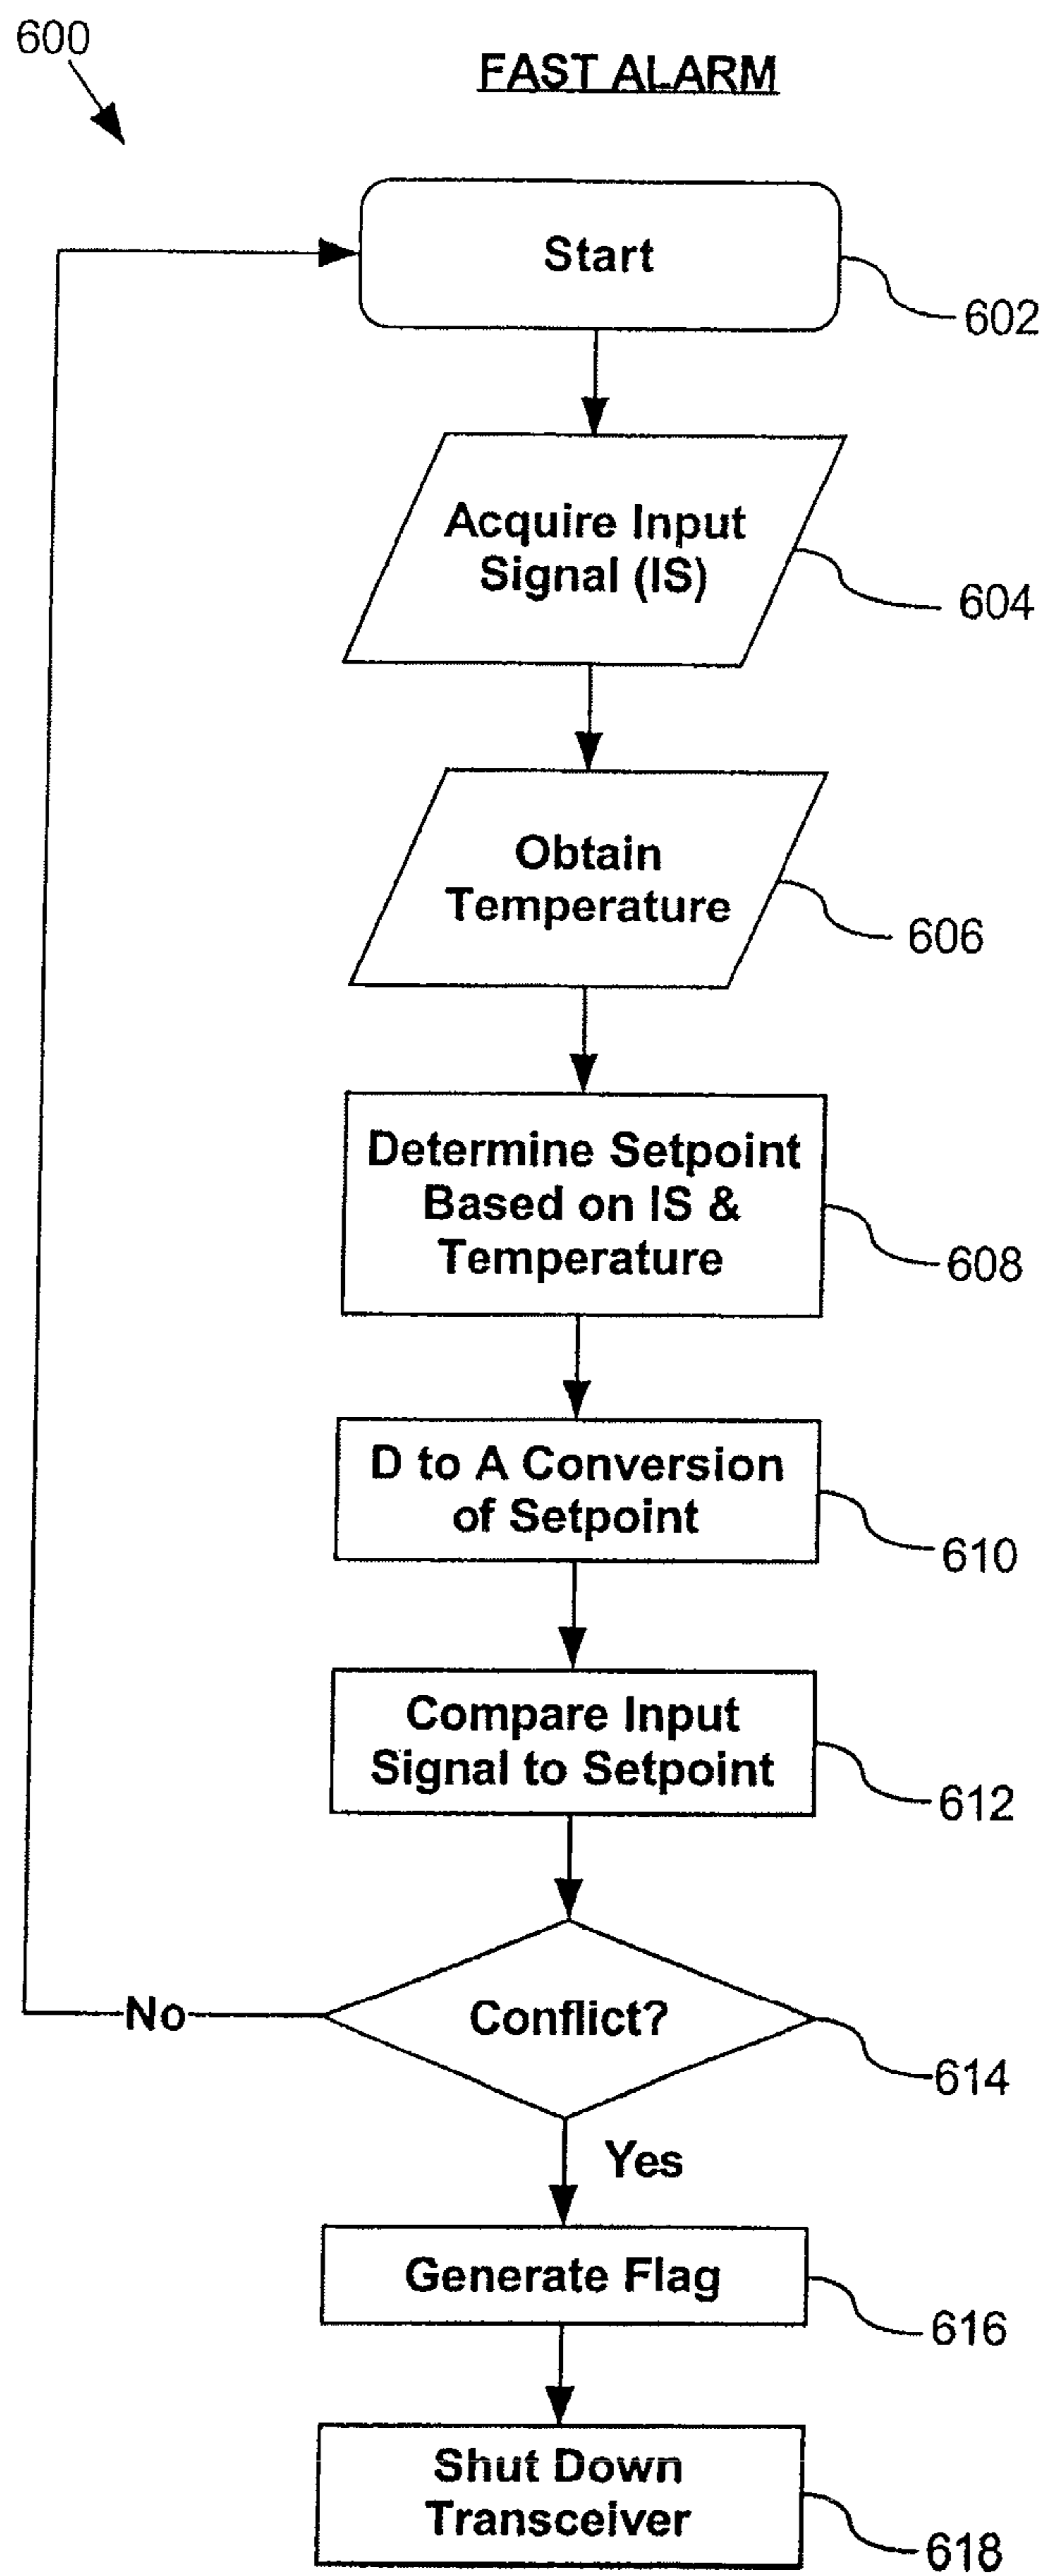 600
FAST ALARM
Start
602
Acquire Input
Signal (IS)
604
Obtain
Temperature
606
Determine Setpoint
Based on IS &
Temperature
608
D to A Conversion
of Setpoint
610
Compare Input
Signal to Setpoint
612
Conflict?
No
614
Yes
Generate Flag
616
Shut Down
Transceiver
618